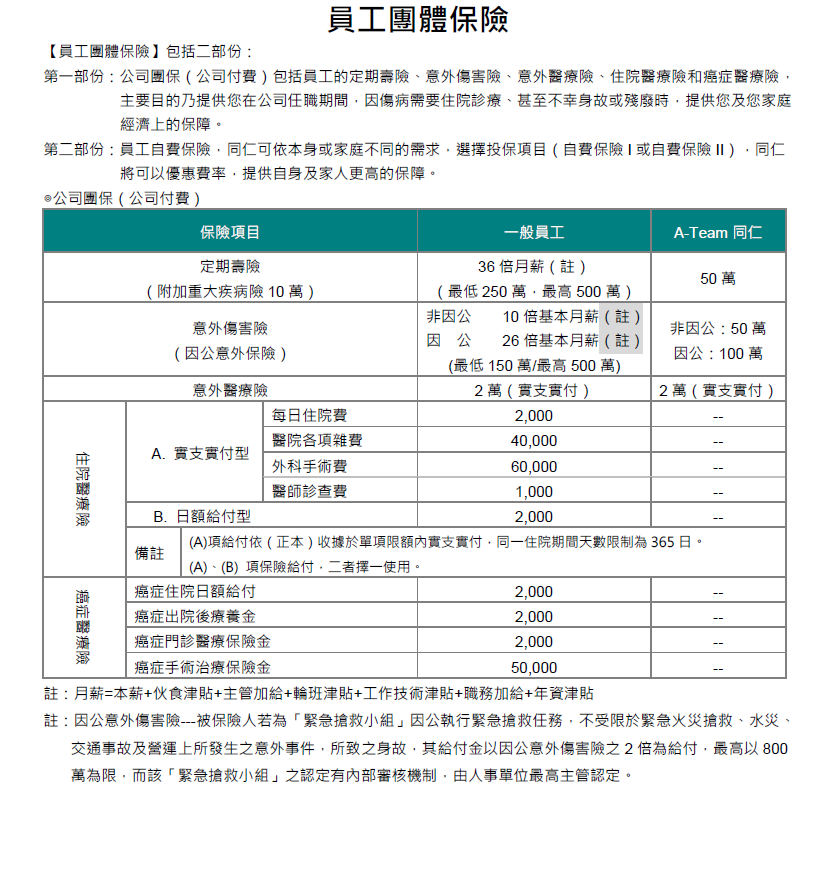 員工團體保險
【員工團體保險】包括二部份：
第一部份：公司團保（公司付費）包括員工的定期壽險、意外傷害險、意外醫療險、住院醫療險和癌症醫療險，
主要目的乃提供您在公司任職期間，因傷病需要住院診療、甚至不幸身故或殘廢時，提供您及您家庭
經濟上的保障。
第二部份：員工自費保險，同仁可依本身或家庭不同的需求，選擇投保項目（自費保險 I 或自費保險 II），同仁
將可以優惠費率，提供自身及家人更高的保障。
⊙公司團保（公司付費）
保險項目 一般員工 A-Team 同仁
定期壽險 36 倍月薪（註） 50 萬
（附加重大疾病險 10 萬） （最低 250 萬，最高 500 萬）
意外傷害險 非因公 10 倍基本月薪（註） 非因公：50 萬
（因公意外保險） 因 公 26 倍基本月薪（註） 因公：100 萬
(最低 150 萬/最高 500 萬)
意外醫療險 2 萬（實支實付） 2 萬（實支實付）
住院醫療險
A. 實支實付型
每日住院費 2,000 --
醫院各項雜費 40,000 --
外科手術費 60,000 --
醫師診查費 1,000 --
B. 日額給付型 2,000 --
備註
(A)項給付依（正本）收據於單項限額內實支實付，同一住院期間天數限制為 365 日。
(A)、(B) 項保險給付，二者擇一使用。
癌症醫療險
癌症住院日額給付 2,000 --
癌症出院後療養金 2,000 --
癌症門診醫療保險金 2,000 --
癌症手術治療保險金 50,000 --
註：月薪=本薪+伙食津貼+主管加給+輪班津貼+工作技術津貼+職務加給+年資津貼
註：因公意外傷害險---被保險人若為「緊急搶救小組」因公執行緊急搶救任務，不受限於緊急火災搶救、水災、
交通事故及營運上所發生之意外事件，所致之身故，其給付金以因公意外傷害險之 2 倍為給付，最高以 800
萬為限，而該「緊急搶救小組」之認定有內部審核機制，由人事單位最高主管認定。